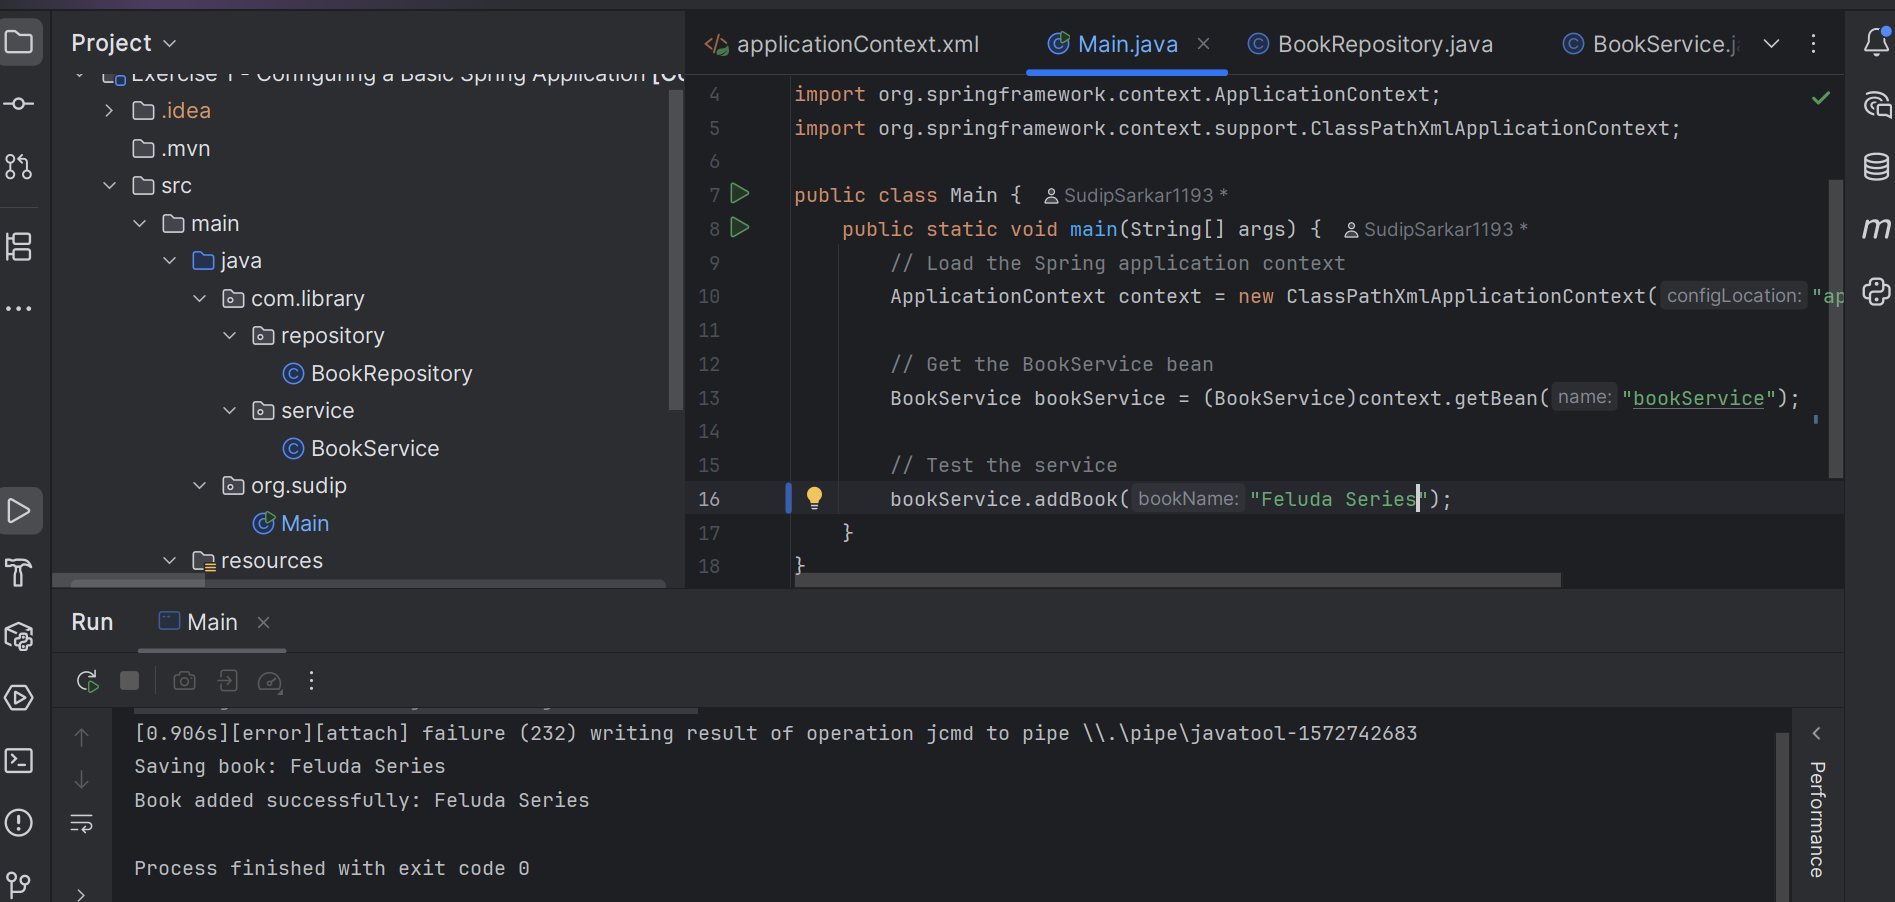 Project
Exercise 1 - Configuring a Basic Spring Application
.idea
.mvn
src
main
java
com.library
repository
BookRepository
service
BookService
org.sudip
Main
resources
applicationContext.xml
Main.java
BookRepository.java
BookService.j
4 import org.springframework.context.ApplicationContext;
5 import org.springframework.context.support.ClassPathXmlApplicationContext;
6
7 public class Main { SudipSarkar1193 *
8 public static void main(String[] args) { SudipSarkar1193 *
9 // Load the Spring application context
10 ApplicationContext context = new ClassPathXmlApplicationContext( configLocation: "ap
11
12 // Get the BookService bean
13 BookService bookService = (BookService)context.getBean( name: "bookService");
14
15 // Test the service
16 bookService.addBook( bookName: "Feluda Series");
17 }
18 }
m
Run
Main
[0.906s][error][attach] failure (232) writing result of operation jcmd to pipe \\.\pipe\javatool-1572742683
Saving book: Feluda Series
Book added successfully: Feluda Series
Process finished with exit code 0
Performance